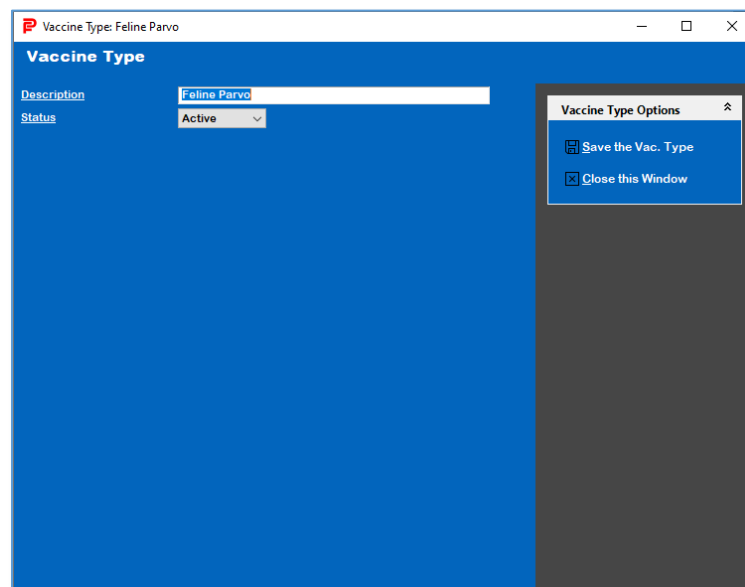 Vaccine Type: Feline Parvo
Vaccine Type
Description
Feline Parvo
Status
Active
Vaccine Type Options
Save the Vac. Type
Close this Window